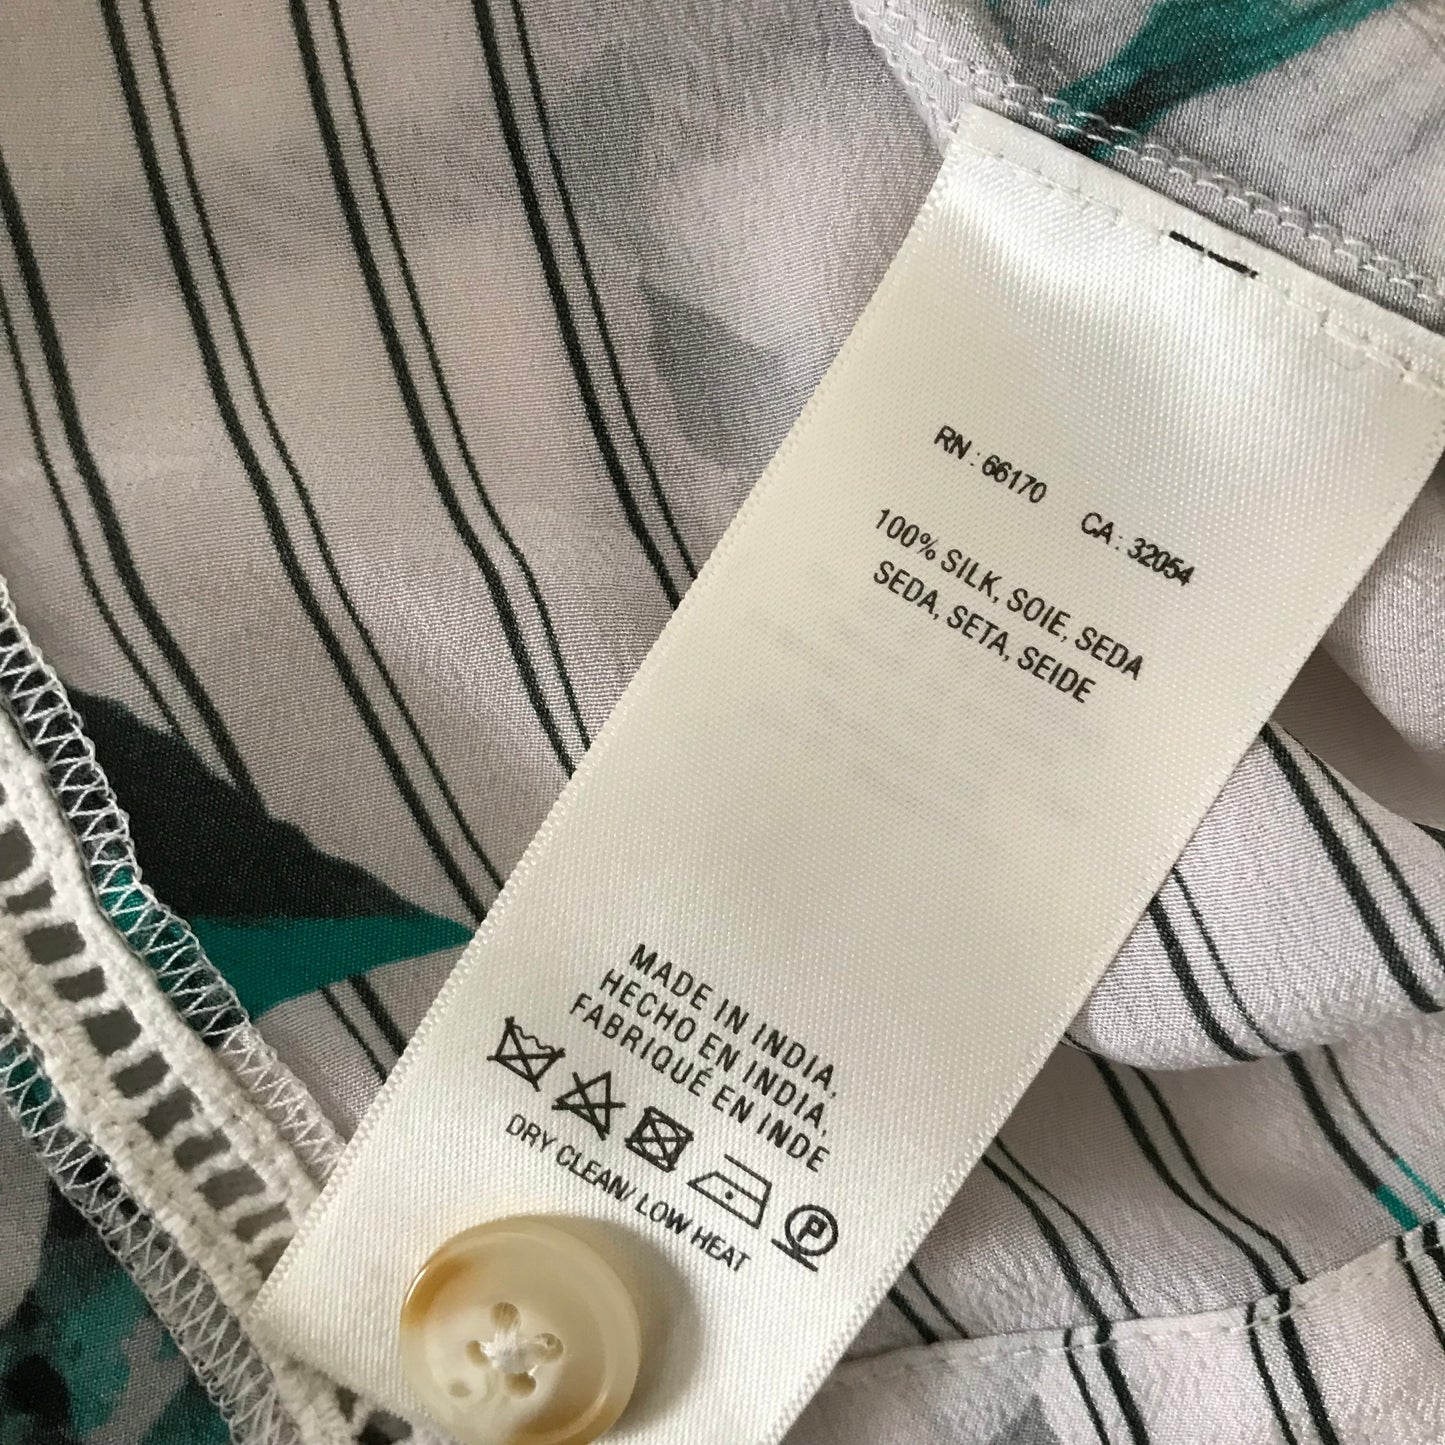 RN : 66170 CA : 32054
100% SILK, SOIE, SEDA
SEDA, SETA, SEIDE
MADE IN INDIA,
HECHO EN INDIA,
FABRIQUÉ EN INDE
P
DRY CLEAN/ LOW HEAT